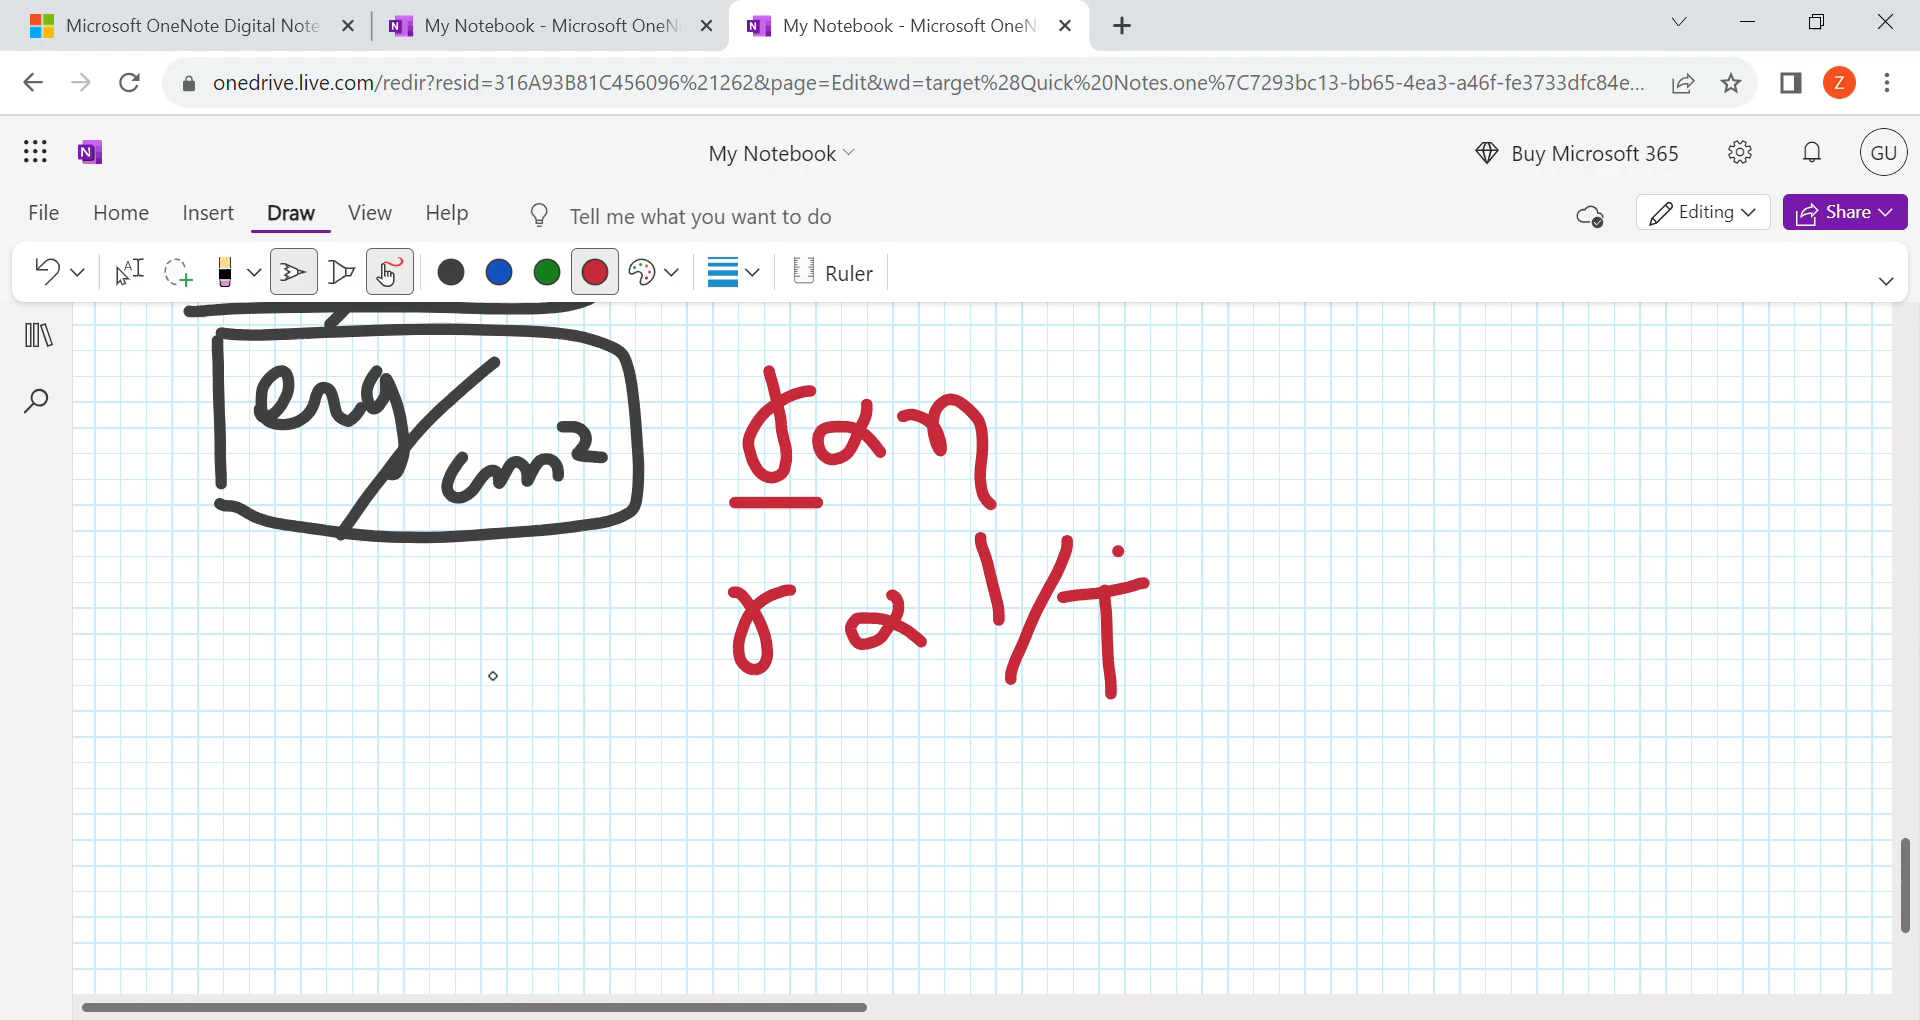 Microsoft OneNote Digital Note
My Notebook - Microsoft OneN
My Notebook - Microsoft OneN
onedrive.live.com/redir?resid=316A93B81C456096%21262&page=Edit&wd=target%28Quick%20Notes.one%7C7293bc13-bb65-4ea3-a46f-fe3733dfc84e...
Z
My Notebook
Buy Microsoft 365
GU
File Home Insert Draw View Help Tell me what you want to do
Editing
Share
Ruler
erg/cm²
γ α η
γ α 1/T